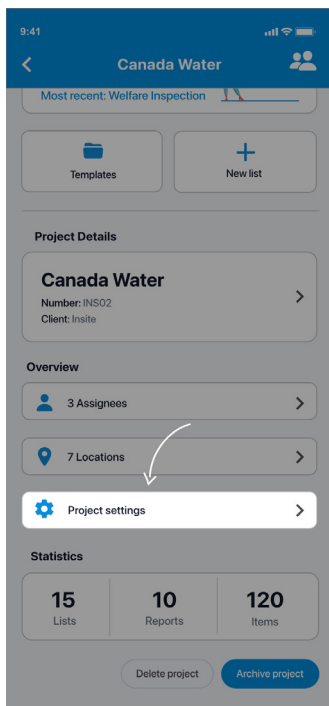 9:41
Canada Water
Most recent: Welfare Inspection
Templates
New list
Project Details
Canada Water
Number: INS02
Client: Insite
Overview
3 Assignees
7 Locations
Project settings
Statistics
15 10 120
Lists Reports Items
Delete project Archive project